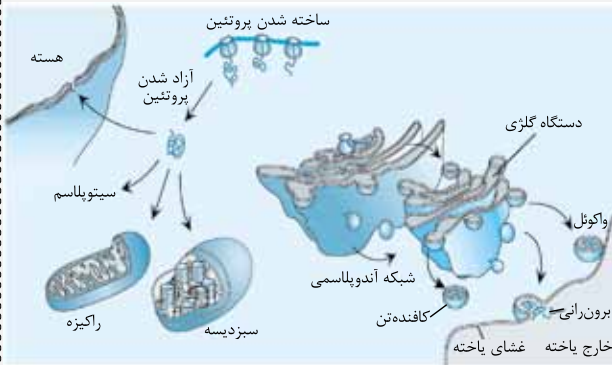 ساخته شدن پروتئین
هسته
آزاد شدن
پروتئین
دستگاه گلژی
سیتوپلاسم
واکوئل
شبکه آندوپلاسمی
برون‌رانی
کافنده‌تن
راکیزه
سبزدیسه
غشای یاخته
خارج یاخته